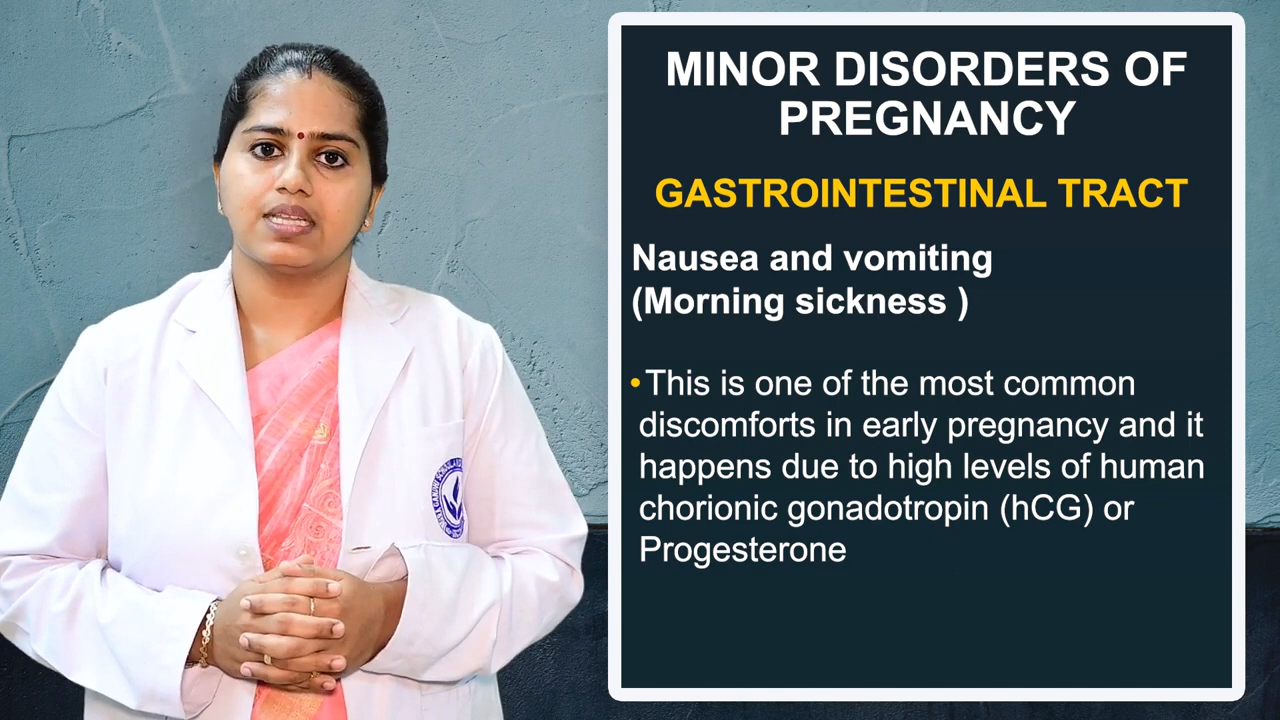 MINOR DISORDERS OF
PREGNANCY
GASTROINTESTINAL TRACT
Nausea and vomiting
(Morning sickness )
•This is one of the most common
discomforts in early pregnancy and it
happens due to high levels of human
chorionic gonadotropin (hCG) or
Progesterone